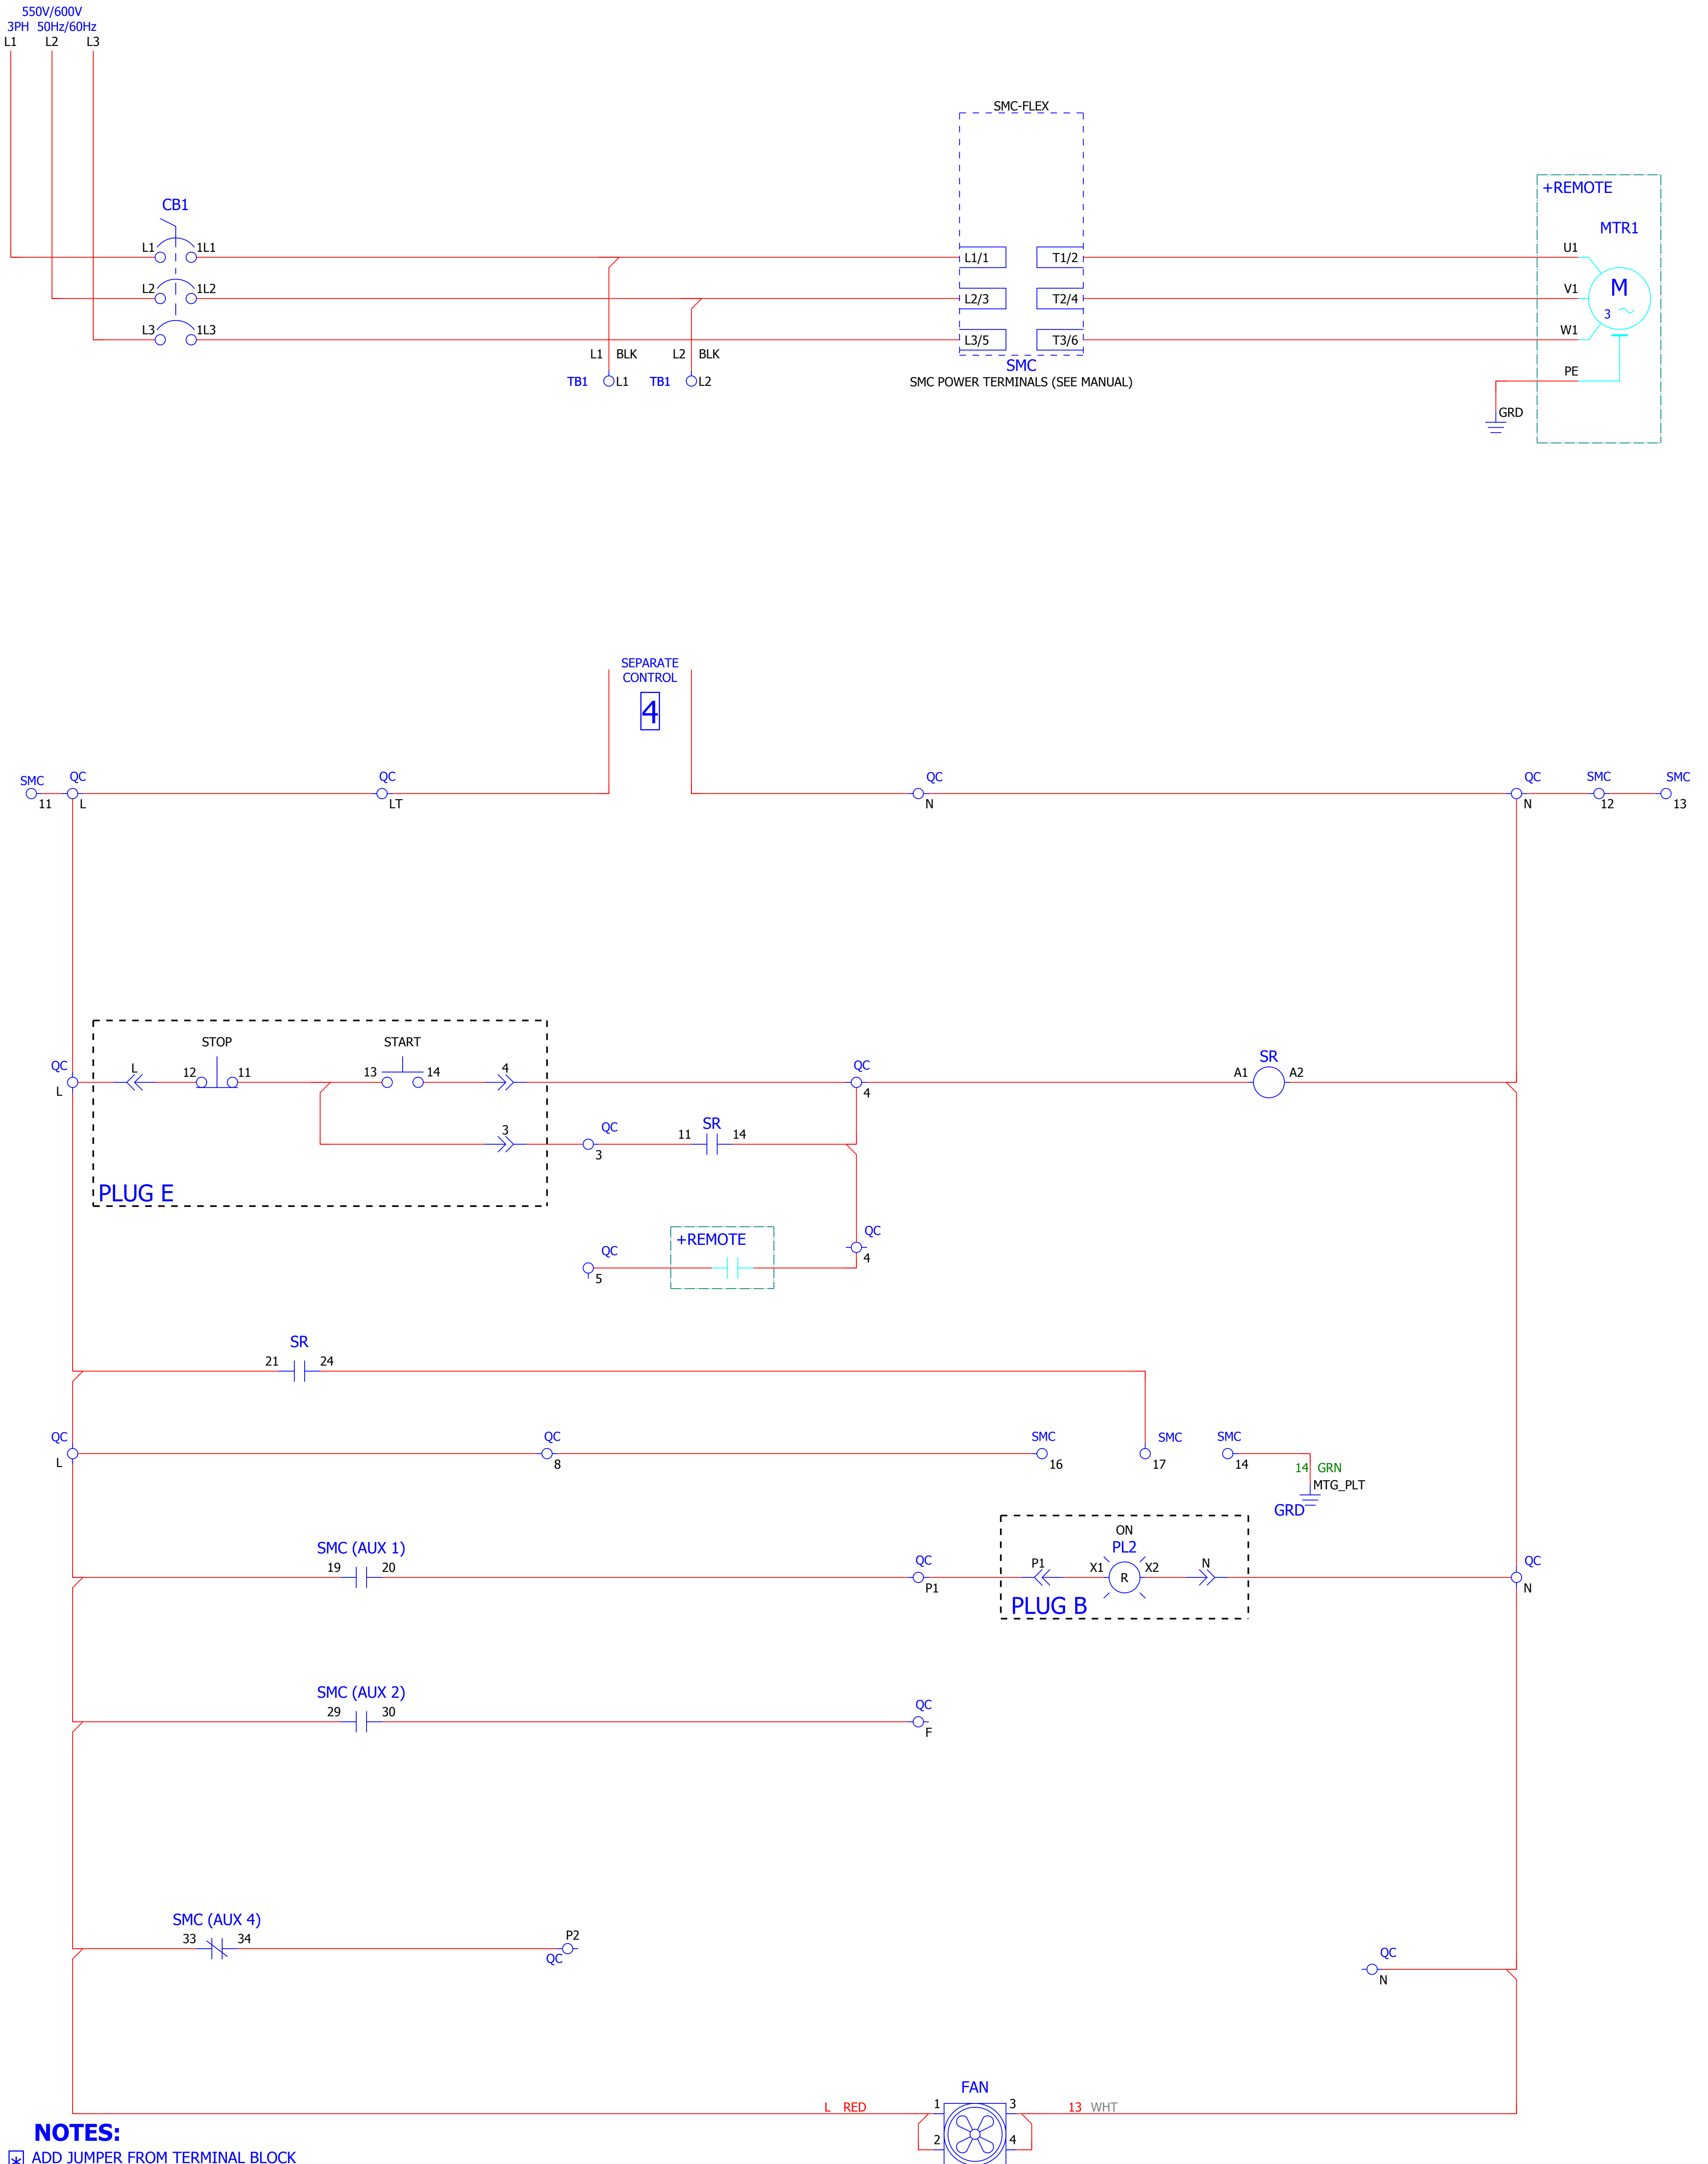 550V/600V
3PH 50Hz/60Hz
L1 L2 L3
SMC-FLEX
+REMOTE
CB1
MTR1
L1 1L1
L1/1 T1/2
U1
L2 1L2
L2/3 T2/4
V1
M
3
L3 1L3
L3/5 T3/6
W1
L1 BLK L2 BLK
SMC
TB1 L1 TB1 L2
SMC POWER TERMINALS (SEE MANUAL)
PE
GRD
SEPARATE
CONTROL
4
SMC QC QC QC QC SMC SMC
11 L LT N N 12 13
STOP START
QC L 12 11 13 14 4 QC SR
L 4 A1 A2
3 QC 11 SR 14
3
PLUG E
+REMOTE QC
QC 4
5
SR
21 24
QC QC SMC SMC SMC
L 8 16 17 14
14 GRN
MTG_PLT
GRD
ON
SMC (AUX 1) PL2
19 20 QC P1 X1 R X2 N QC
P1 N
PLUG B
SMC (AUX 2)
29 30 QC
F
SMC (AUX 4)
33 34 P2
QC QC
N
FAN
L RED 1 3 13 WHT
2 4
NOTES:
* ADD JUMPER FROM TERMINAL BLOCK